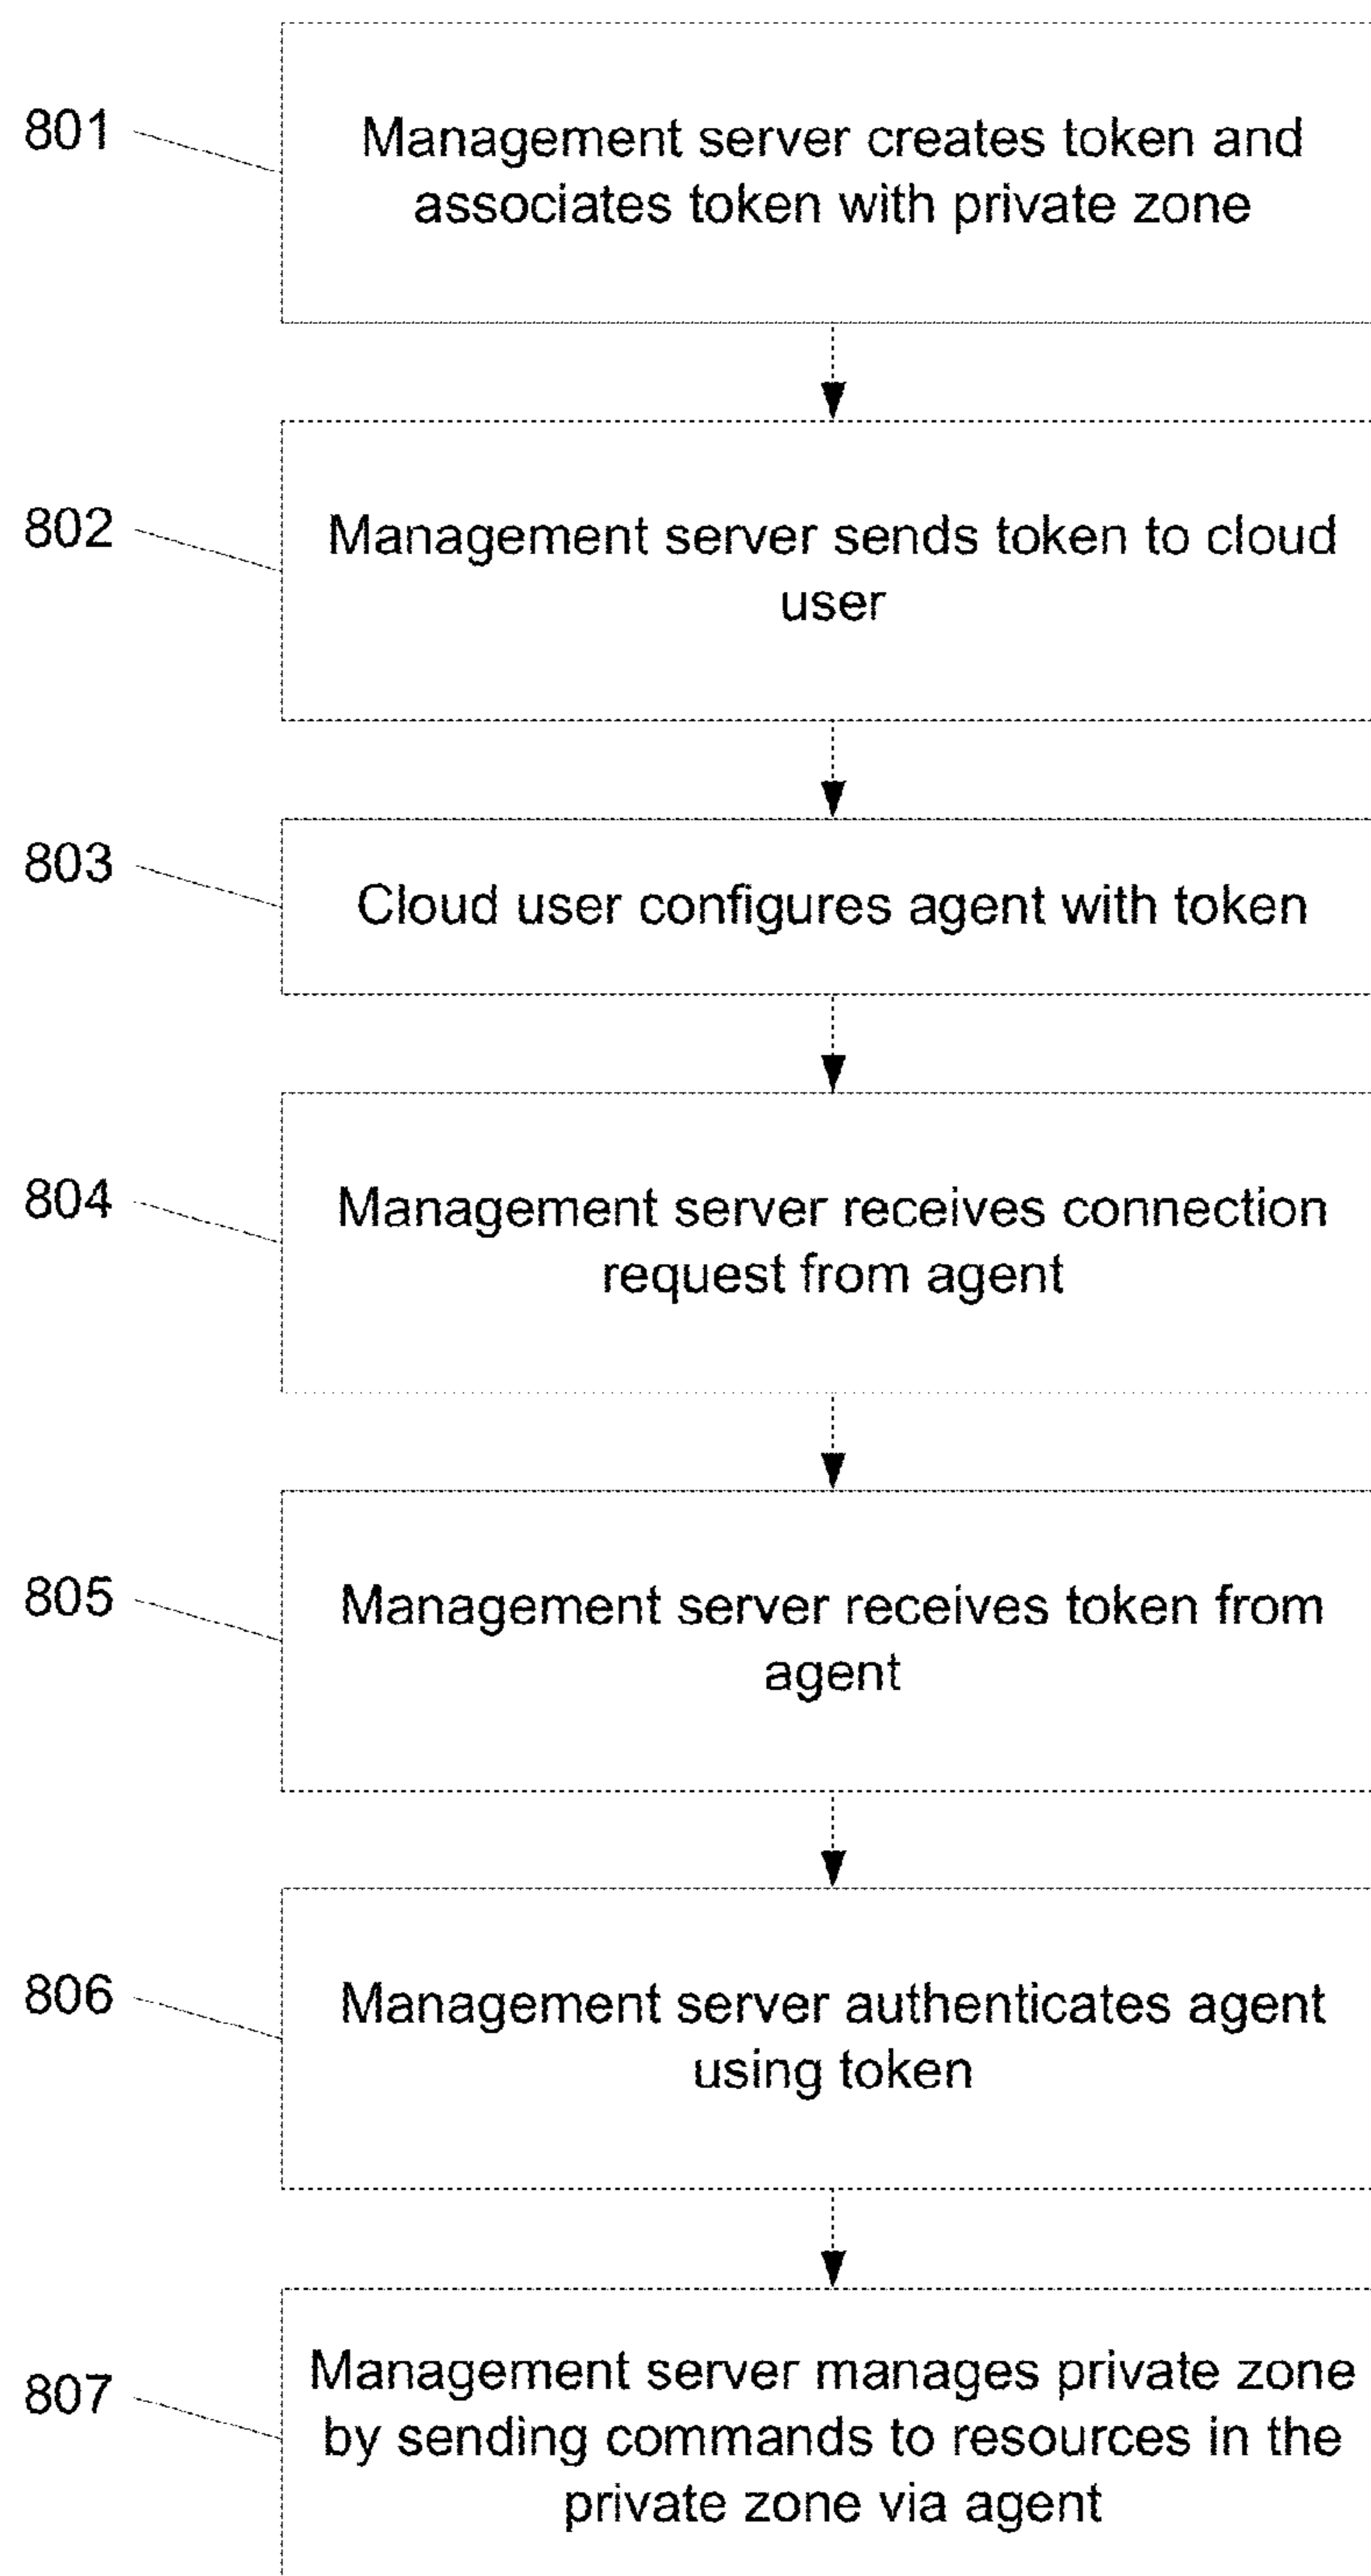 801
Management server creates token and
associates token with private zone
802
Management server sends token to cloud
user
803
Cloud user configures agent with token
804
Management server receives connection
request from agent
805
Management server receives token from
agent
806
Management server authenticates agent
using token
807
Management server manages private zone
by sending commands to resources in the
private zone via agent